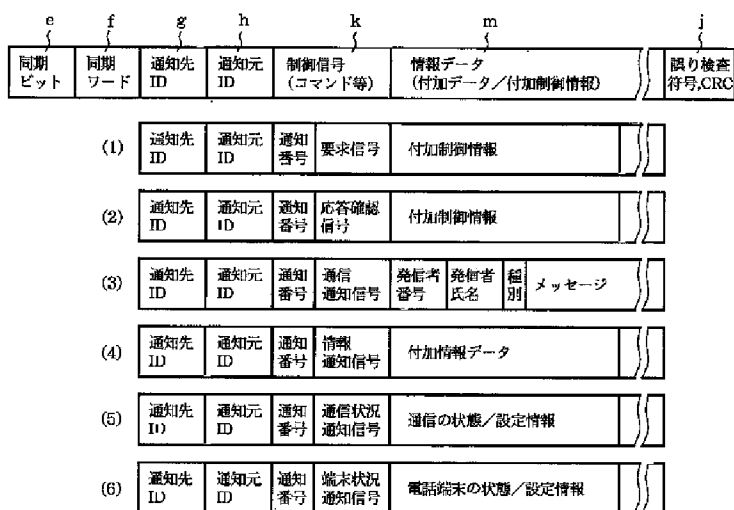 e f g h k m j
同期 同期 通知先 通知元 制御信号 情報データ 誤り検査
ビット ワード ID ID (コマンド等) (付加データ/付加制御情報) 符号,CRC
(1) 通知先 通知元 通知 要求信号 付加制御情報
ID ID 番号
(2) 通知先 通知元 通知 応答確認 付加制御情報
ID ID 番号 信号
(3) 通知先 通知元 通知 通信 発信者 発信者 種 メッセージ
ID ID 番号 通知信号 番号 氏名 別
(4) 通知先 通知元 通知 情報 付加情報データ
ID ID 番号 通知信号
(5) 通知先 通知元 通知 通信状況 通信の状態/設定情報
ID ID 番号 通知信号
(6) 通知先 通知元 通知 端末状況 電話端末の状態/設定情報
ID ID 番号 通知信号